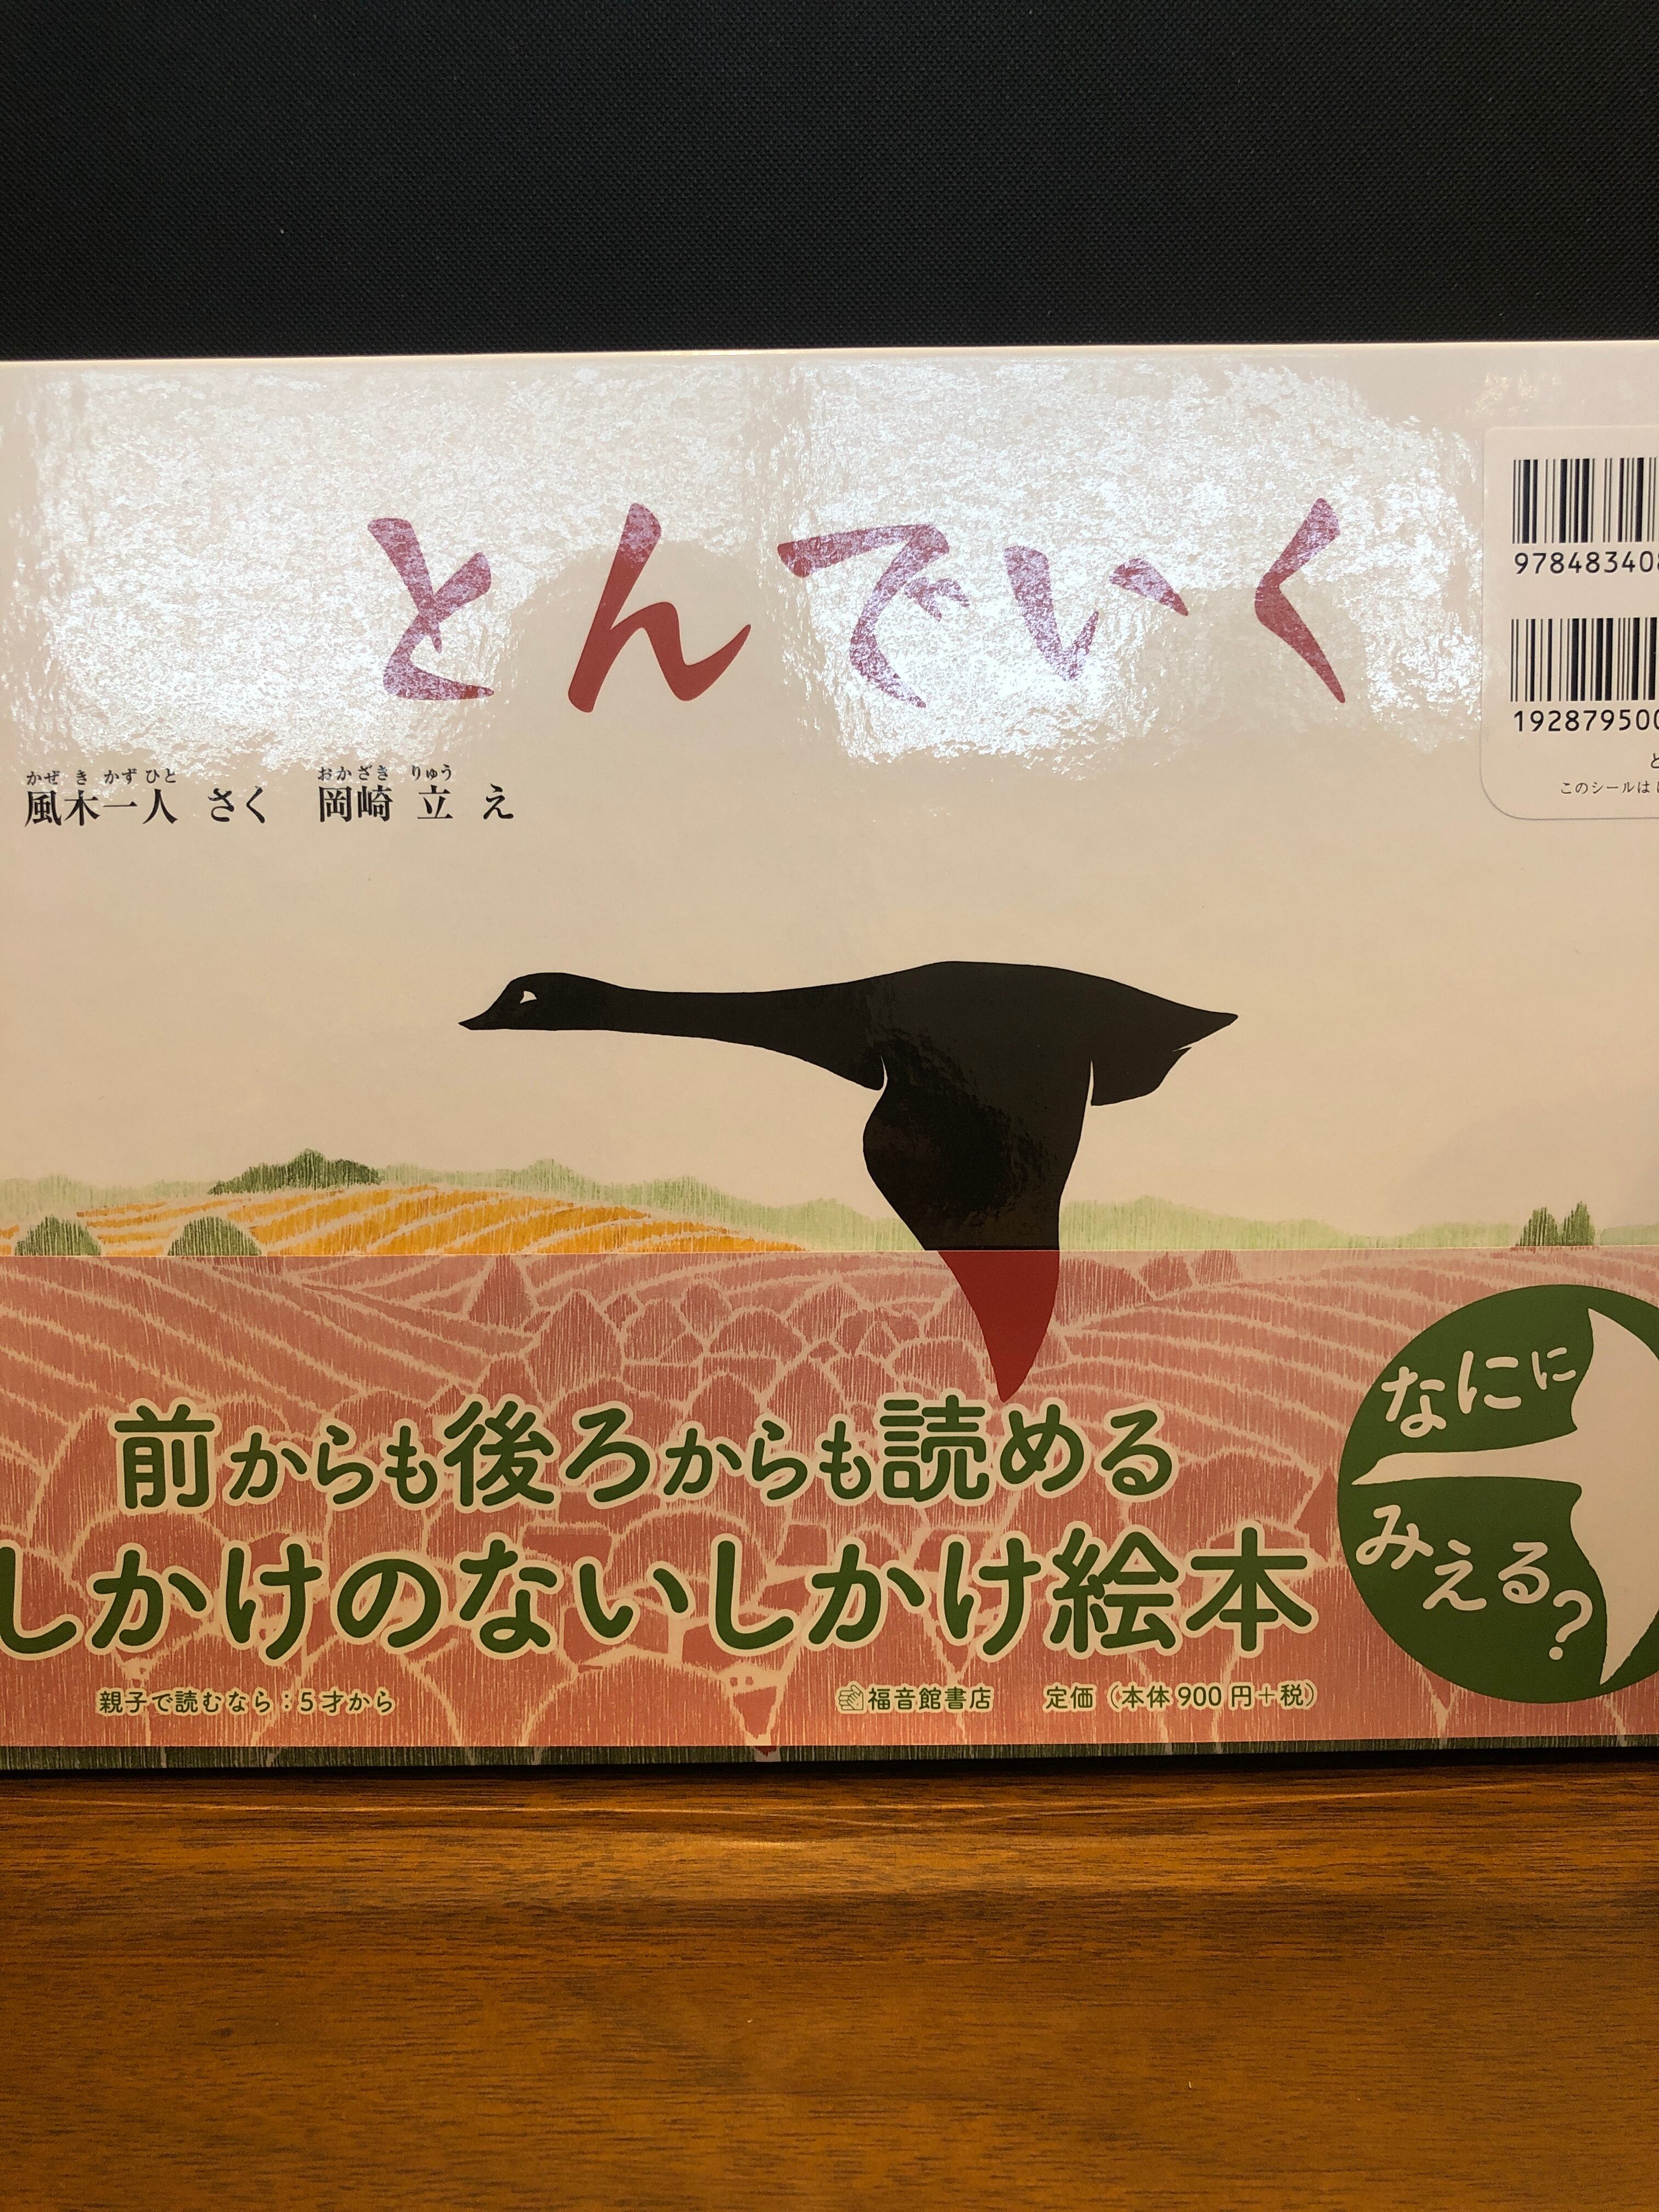 とんでいく
かぜ き かず ひと
おかざき りゅう
風木一人 さく 岡崎 立 え
97848340
192879500
このシールは
なにに
みえる?
前からも後ろからも読める
しかけのないしかけ絵本
親子で読むなら：5才から
福音館書店 定価（本体900円＋税）